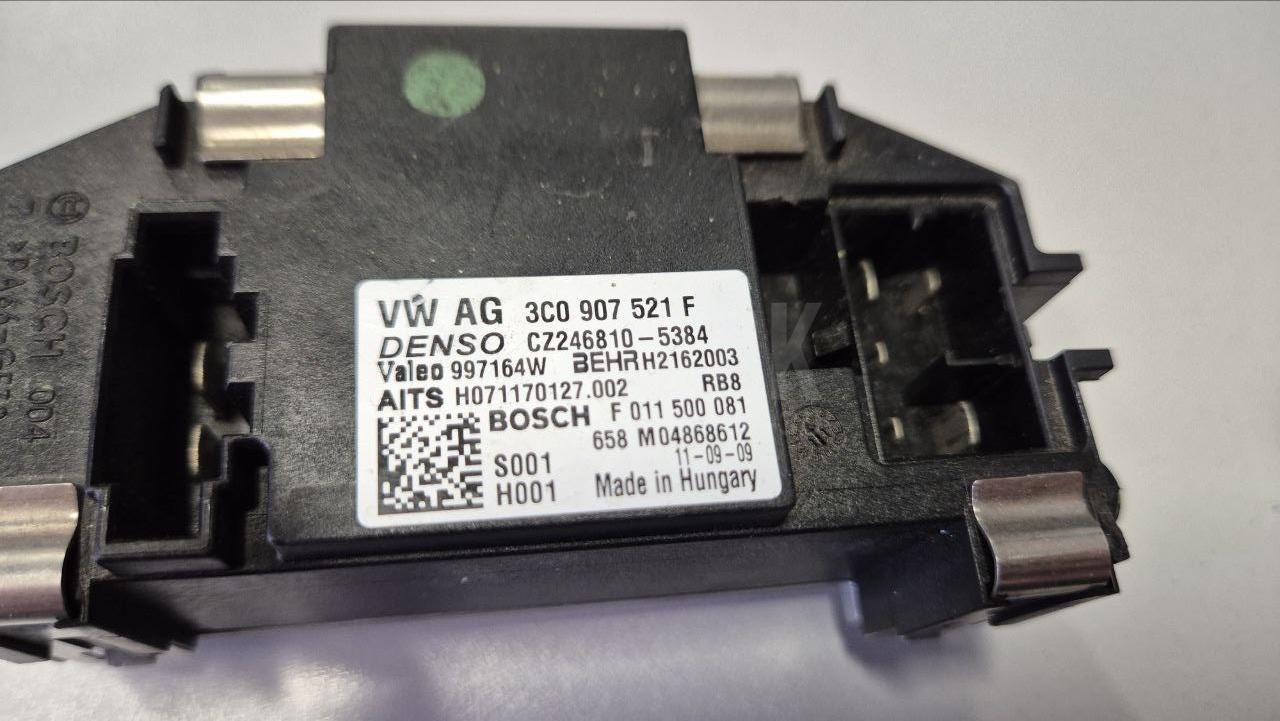 VW AG 3C0 907 521 F
DENSO CZ246810-5384
Valeo 997164W BEHR H2162003
AITS H071170127.002 RB8
BOSCH F 011 500 081
658 M04868612
S001 11-09-09
H001 Made in Hungary
BOSCH 004
K